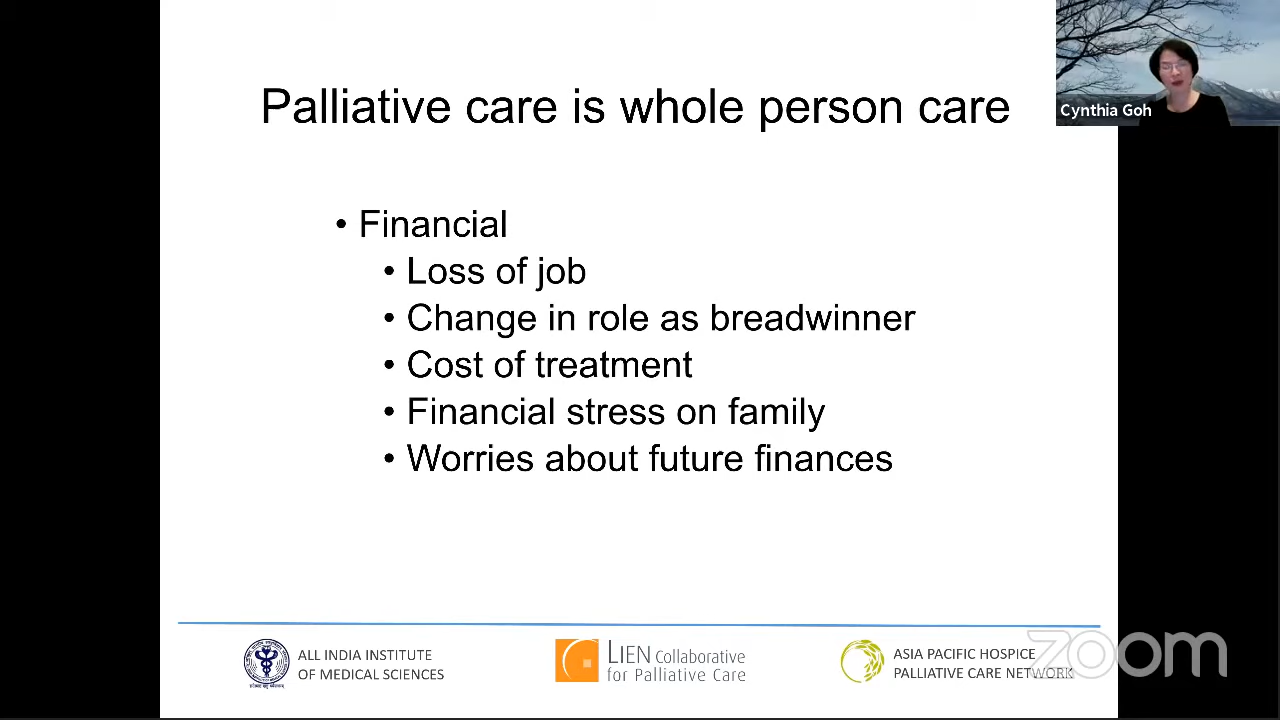 Palliative care is whole person care
Cynthia Goh
• Financial
• Loss of job
• Change in role as breadwinner
• Cost of treatment
• Financial stress on family
• Worries about future finances
ALL INDIA INSTITUTE
OF MEDICAL SCIENCES
LIEN Collaborative
for Palliative Care
ASIA PACIFIC HOSPICE
PALLIATIVE CARE NETWORK
zoom